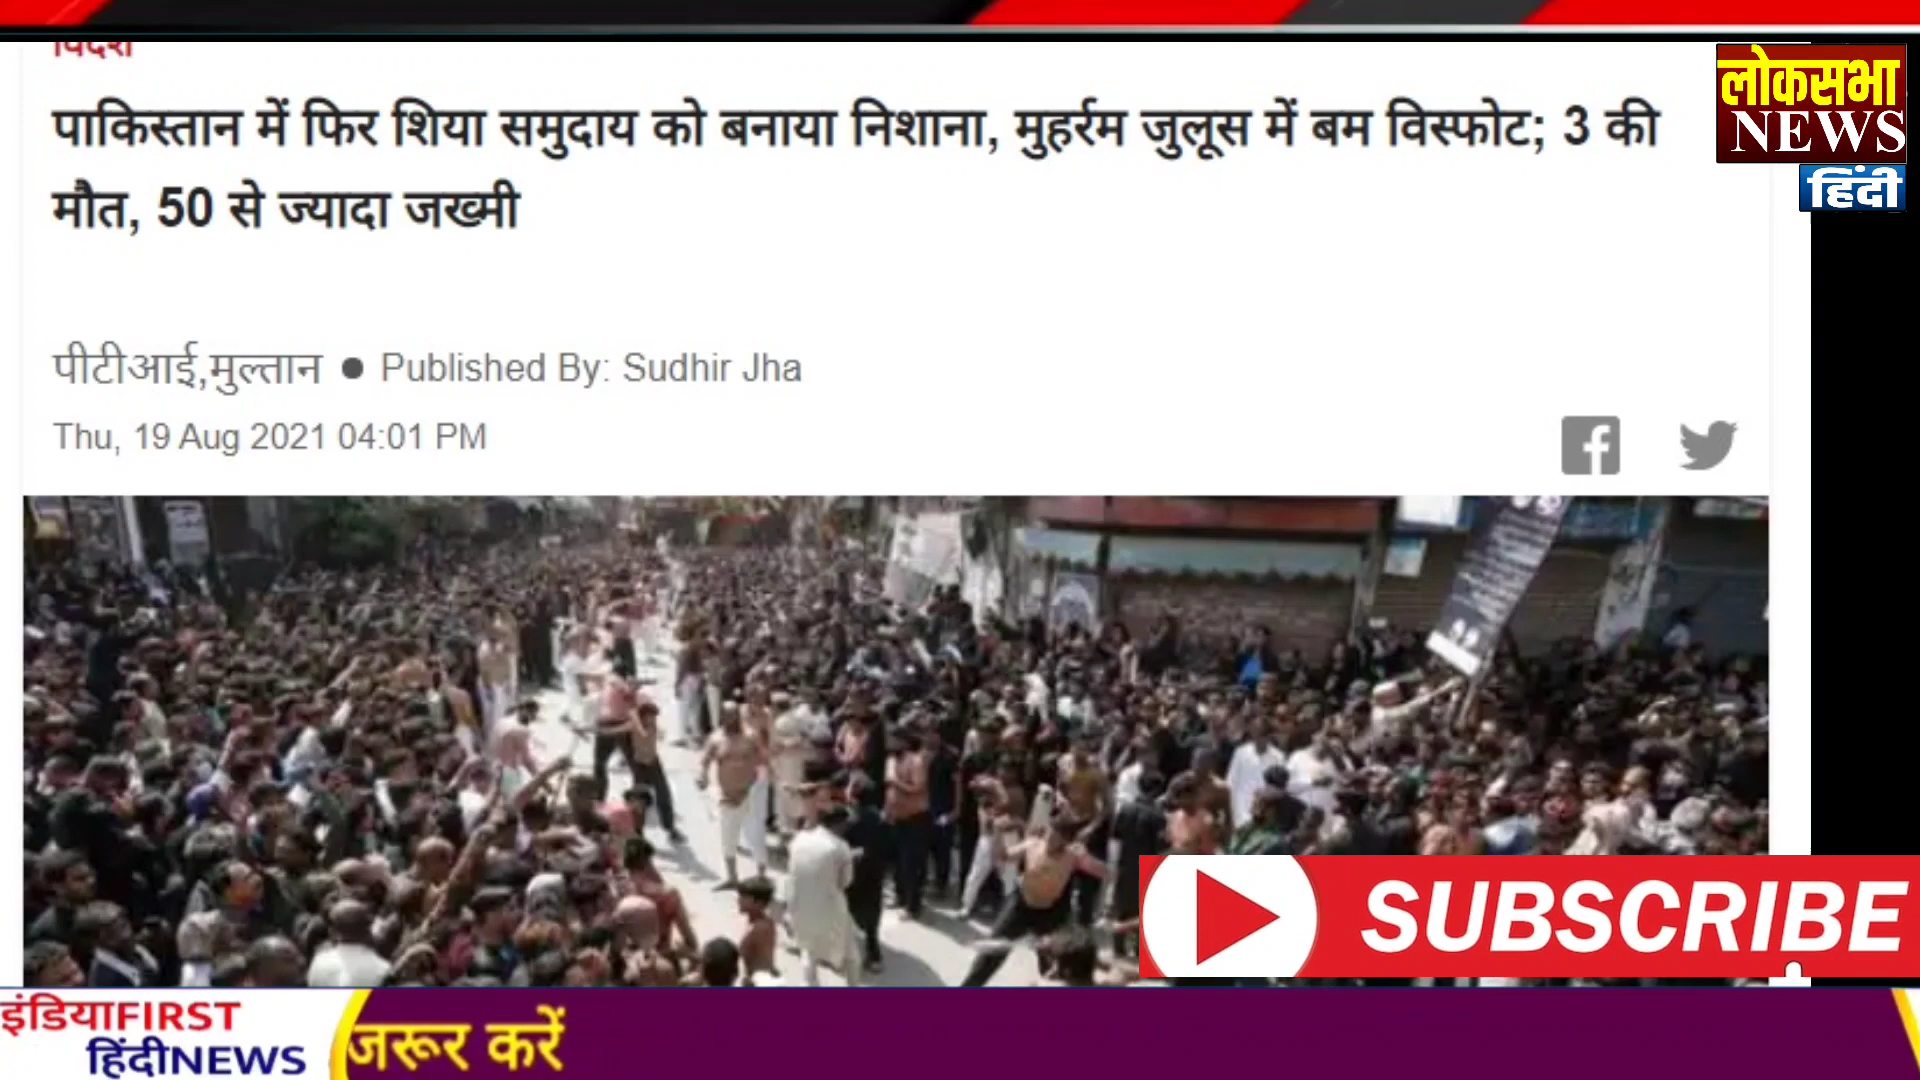 विदेश
पाकिस्तान में फिर शिया समुदाय को बनाया निशाना, मुहर्रम जुलूस में बम विस्फोट; 3 की
मौत, 50 से ज्यादा जख्मी
लोकसभा
NEWS
हिंदी
पीटीआई,मुल्तान ● Published By: Sudhir Jha
Thu, 19 Aug 2021 04:01 PM
SUBSCRIBE
इंडियाFIRST
हिंदीNEWS
जरूर करें